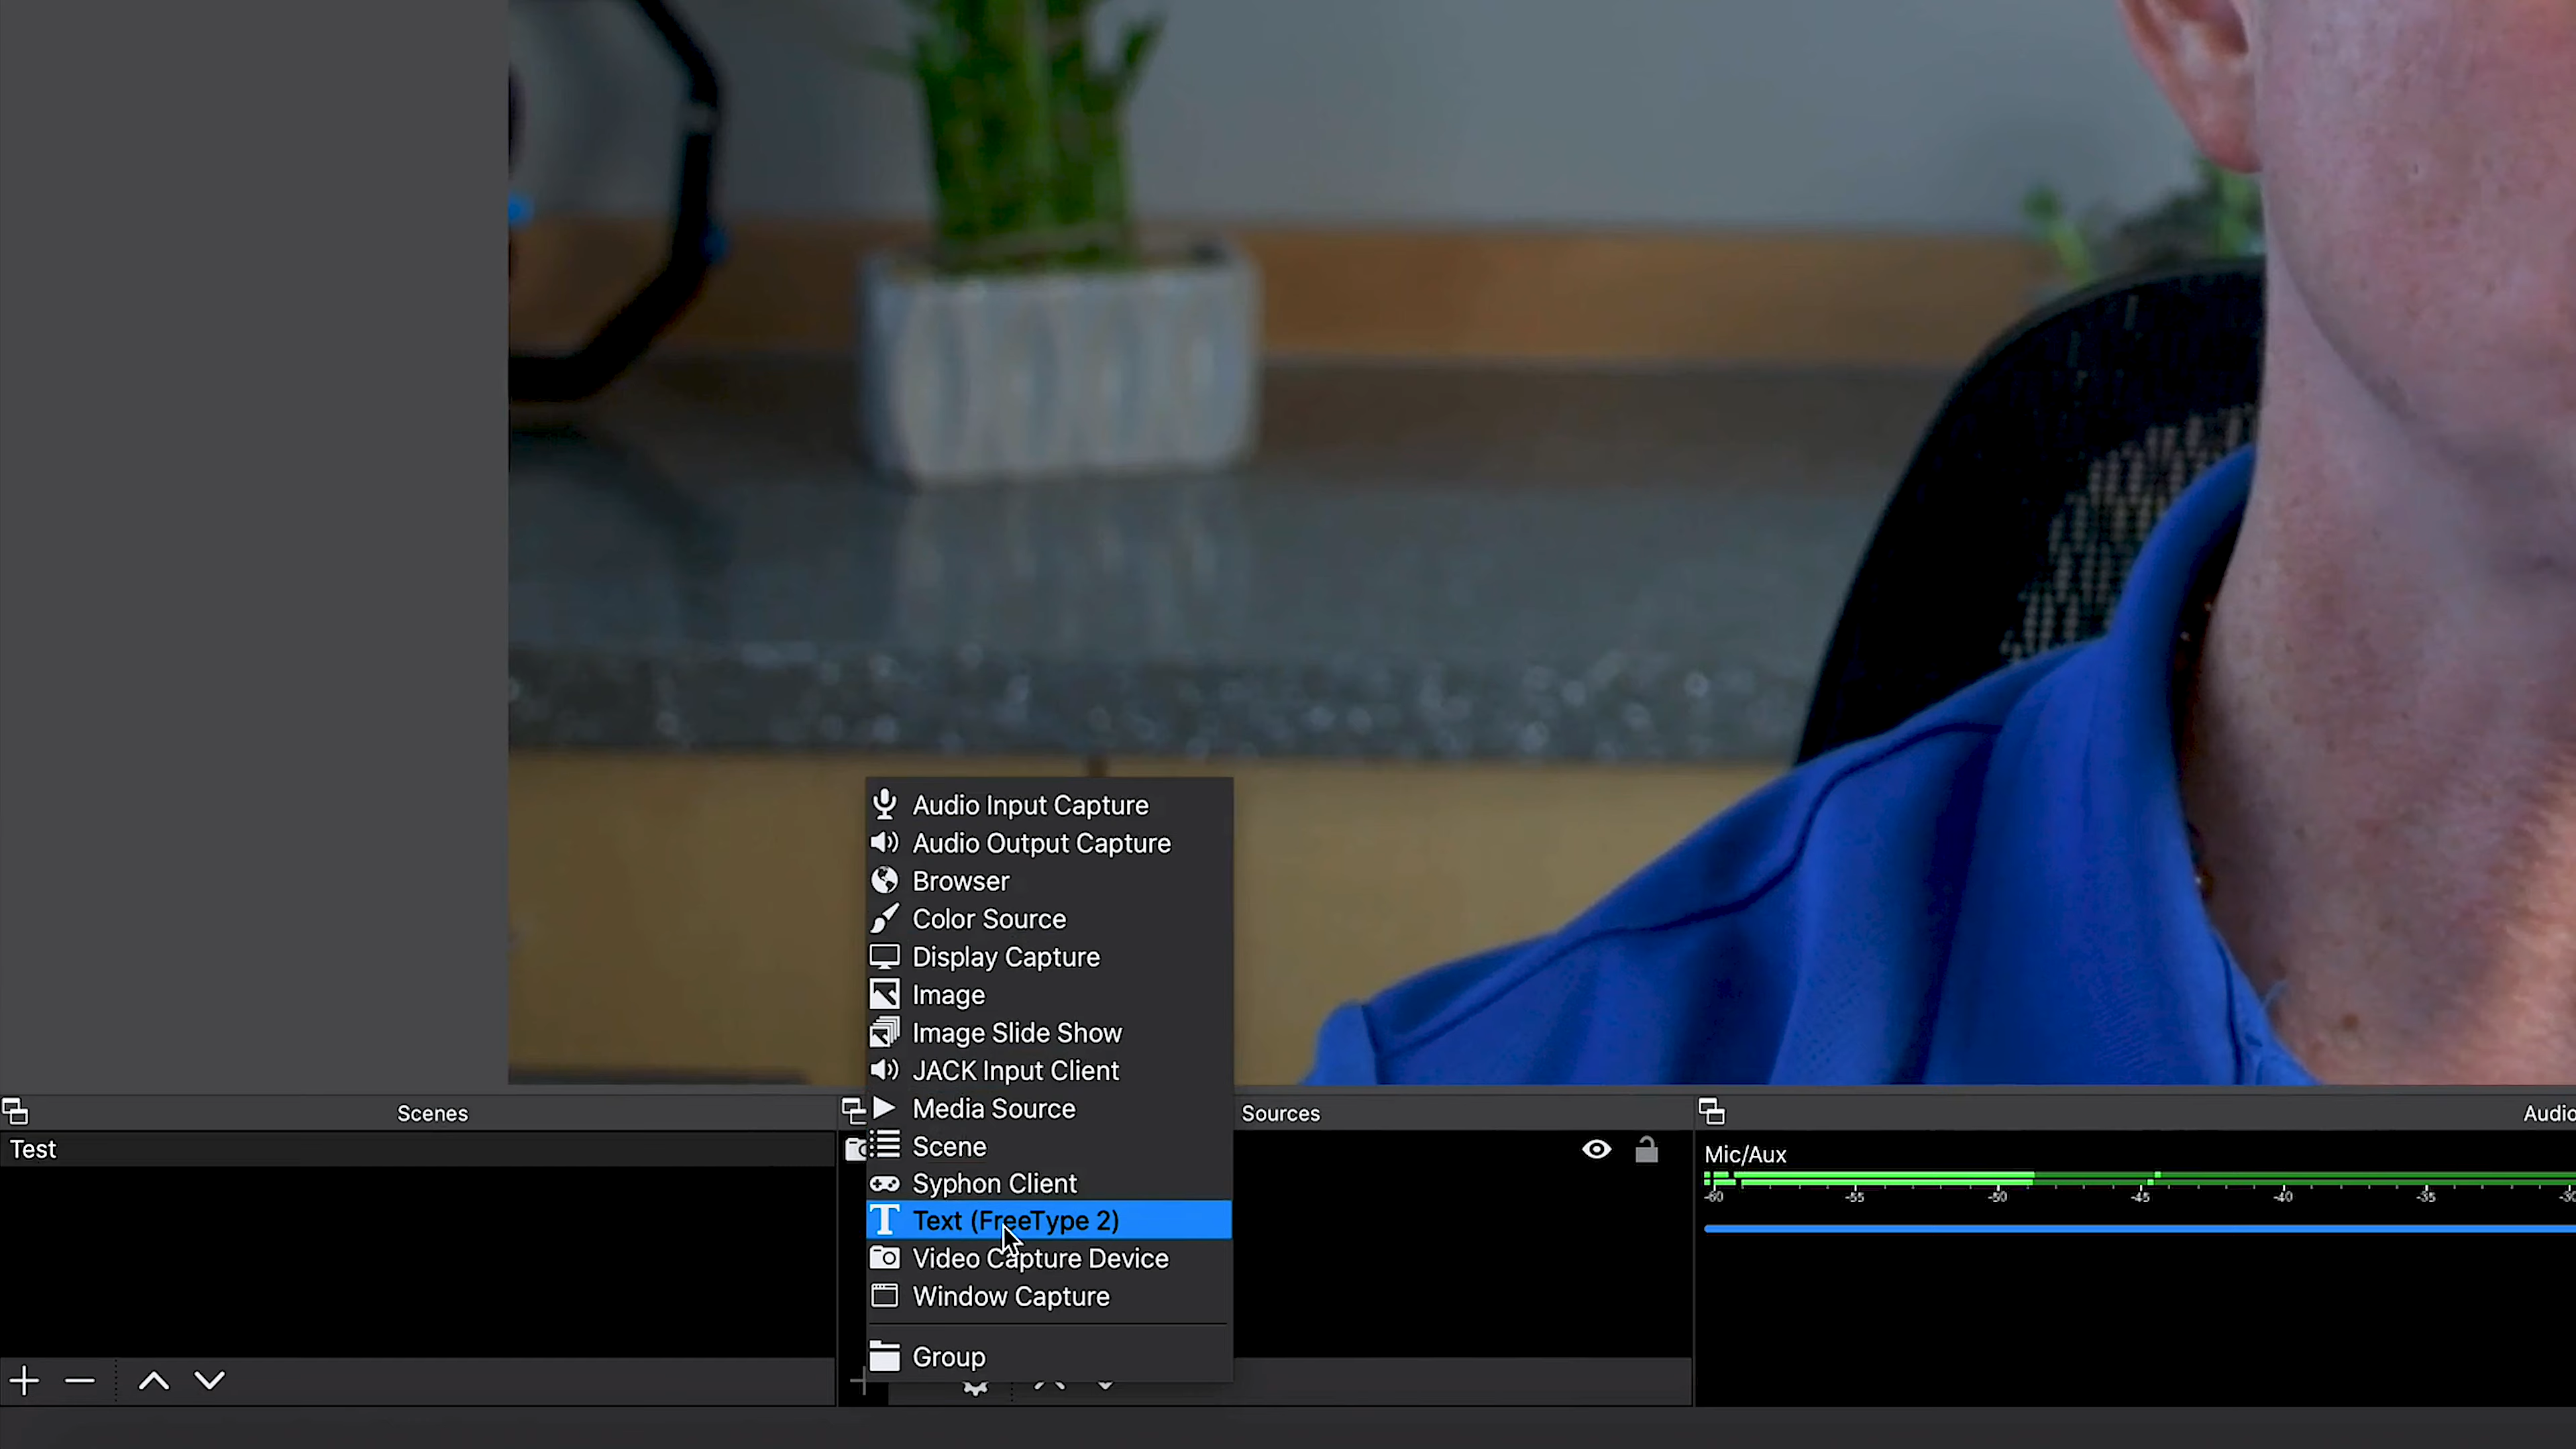 Audio Input Capture
Audio Output Capture
Browser
Color Source
Display Capture
Image
Image Slide Show
JACK Input Client
Media Source
Scene
Syphon Client
Text (FreeType 2)
Video Capture Device
Window Capture
Group
Scenes
Test
Sources
Audio
Mic/Aux
-60 -55 -50 -45 -40 -35 -30